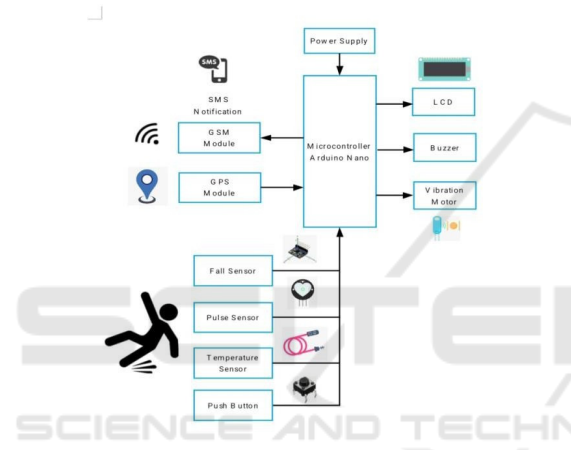 Power Supply
SMS
SMS
Notification
GSM
Module
GPS
Module
Microcontroller
Arduino Nano
LCD
Buzzer
Vibration
Motor
Fall Sensor
Pulse Sensor
Temperature
Sensor
Push Button
SCITE
SCIENCE AND TECHN